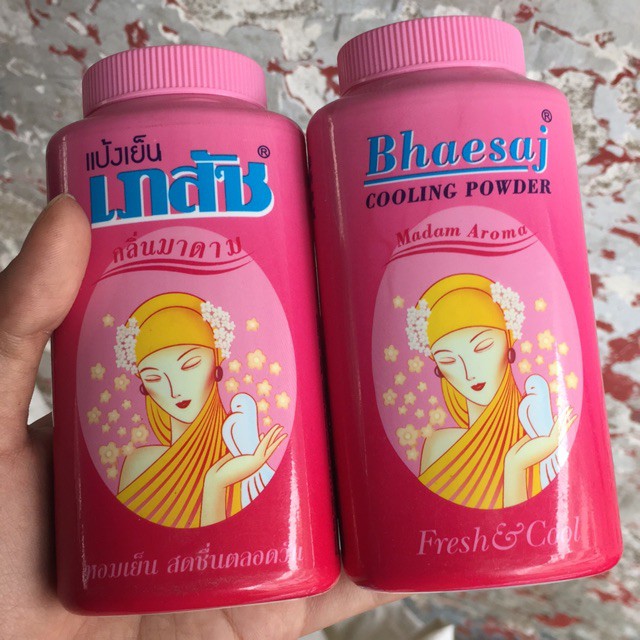 แป้งเย็น
เภสัช ®
กลิ่นมาดาม
หอมเย็น สดชื่นตลอดวัน
Bhaesaj ®
COOLING POWDER
Madam Aroma
Fresh & Cool